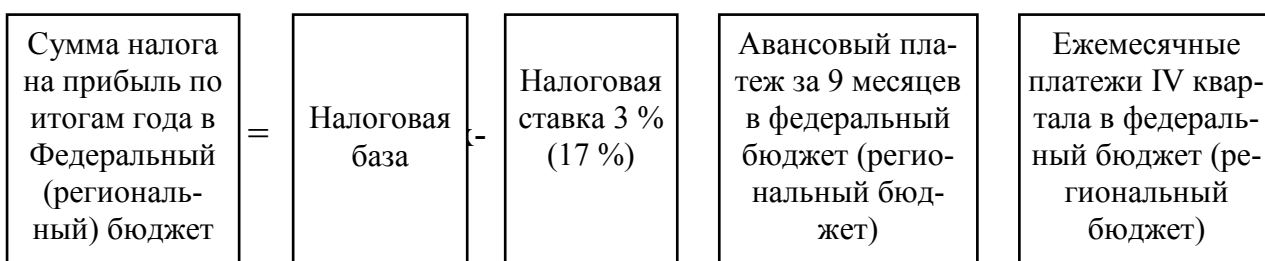 Сумма налога
на прибыль по
итогам года в
Федеральный
(региональ-
ный) бюджет
=
Налоговая
база
-
Налоговая
ставка 3 %
(17 %)
Авансовый пла-
теж за 9 месяцев
в федеральный
бюджет (регио-
нальный бюд-
жет)
Ежемесячные
платежи IV квар-
тала в федераль-
ный бюджет (ре-
гиональный
бюджет)